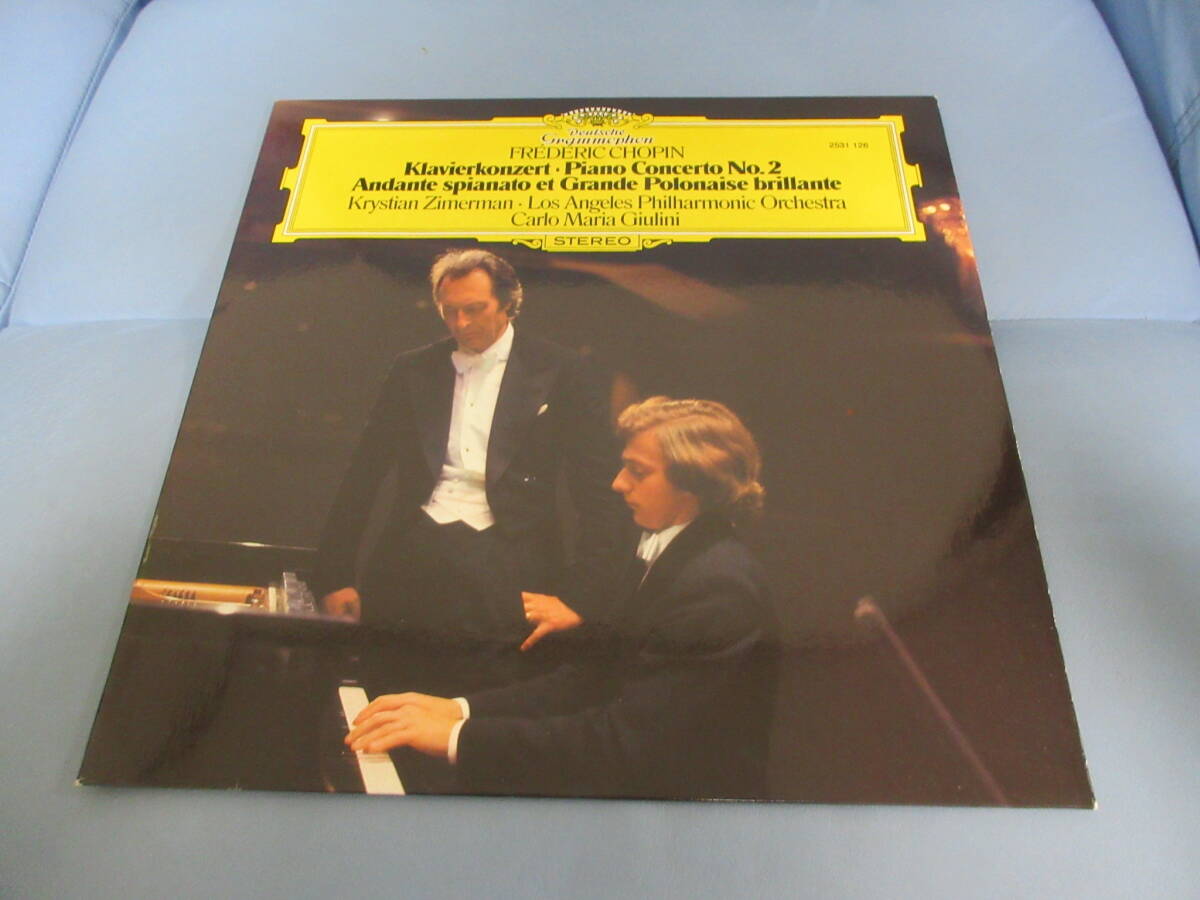 Deutsche
Grammophon
FRÉDÉRIC CHOPIN
2531 126
Klavierkonzert · Piano Concerto No. 2
Andante spianato et Grande Polonaise brillante
Krystian Zimerman · Los Angeles Philharmonic Orchestra
Carlo Maria Giulini
STEREO